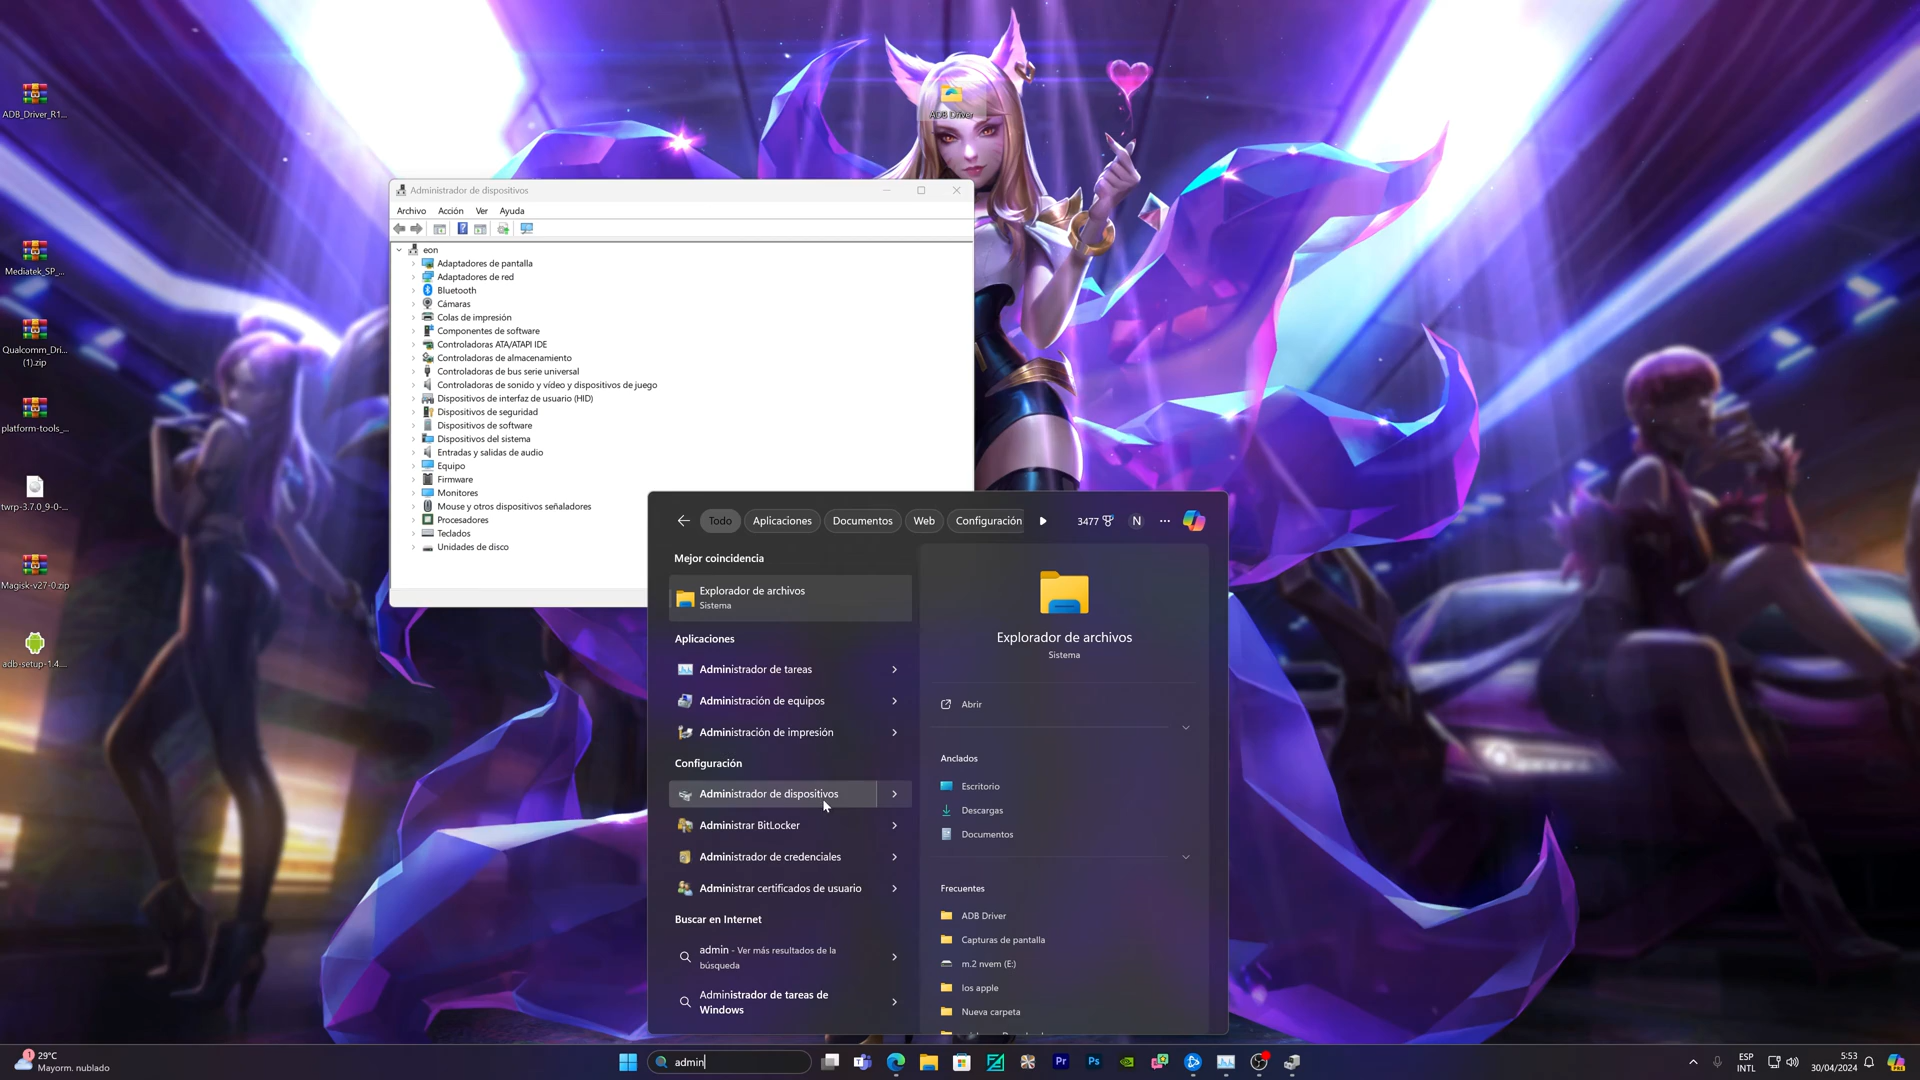 ADB_Driver_R1...
Mediatek_SP_...
Qualcomm_Dri...
(1).zip
platform-tools_...
twrp-3.7.0_9-0-...
Magisk-v27-0.zip
adb-setup-1.4....
ADB Driver
Administrador de dispositivos
Archivo
Acción
Ver
Ayuda
eon
Adaptadores de pantalla
Adaptadores de red
Bluetooth
Cámaras
Colas de impresión
Componentes de software
Controladoras ATA/ATAPI IDE
Controladoras de almacenamiento
Controladoras de bus serie universal
Controladoras de sonido y vídeo y dispositivos de juego
Dispositivos de interfaz de usuario (HID)
Dispositivos de seguridad
Dispositivos de software
Dispositivos del sistema
Entradas y salidas de audio
Equipo
Firmware
Monitores
Mouse y otros dispositivos señaladores
Procesadores
Teclados
Unidades de disco
Todo
Aplicaciones
Documentos
Web
Configuración
3477
N
Mejor coincidencia
Explorador de archivos
Sistema
Aplicaciones
Administrador de tareas
Administración de equipos
Administración de impresión
Configuración
Administrador de dispositivos
Administrar BitLocker
Administrador de credenciales
Administrar certificados de usuario
Buscar en Internet
admin - Ver más resultados de la
búsqueda
Administrador de tareas de
Windows
Explorador de archivos
Sistema
Abrir
Anclados
Escritorio
Descargas
Documentos
Frecuentes
ADB Driver
Capturas de pantalla
m.2 nvem (E:)
Ios apple
Nueva carpeta
1
29°C
Mayorm. nublado
admin
Pr
Ps
ESP
INTL
5:53
30/04/2024